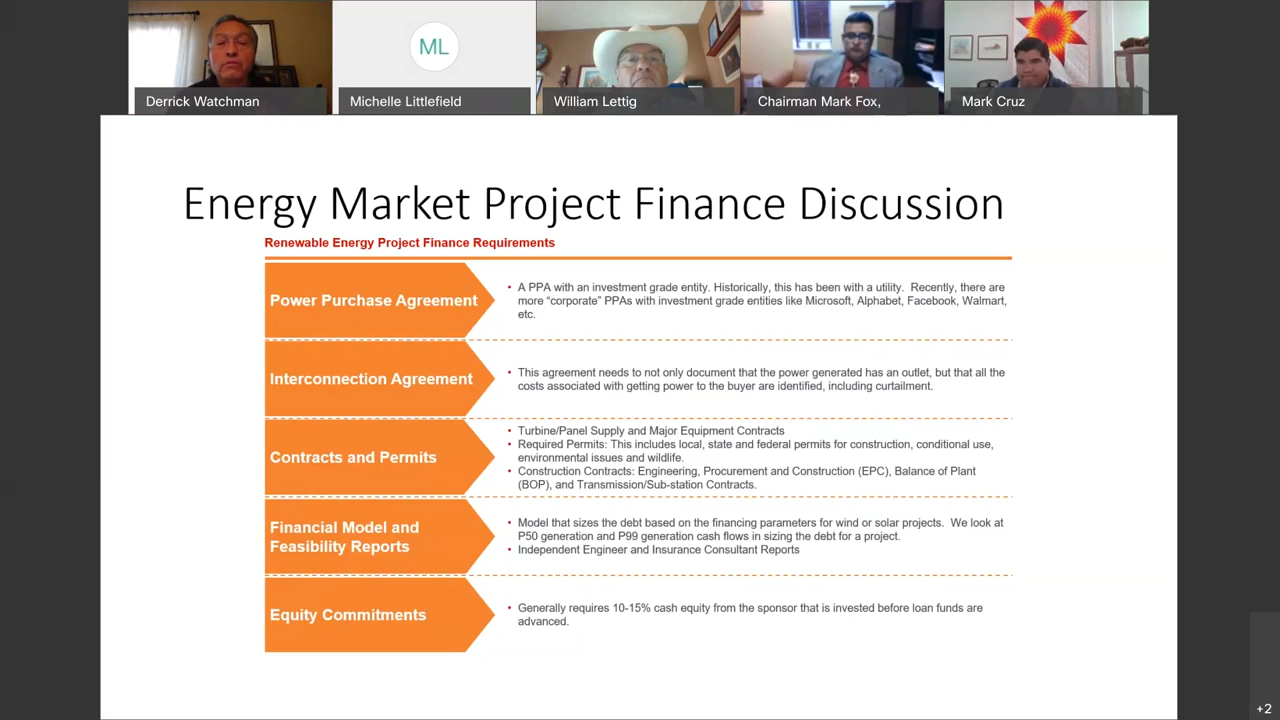 ML
Derrick Watchman
Michelle Littlefield
William Lettig
Chairman Mark Fox,
Mark Cruz
Energy Market Project Finance Discussion
Renewable Energy Project Finance Requirements
Power Purchase Agreement
• A PPA with an investment grade entity. Historically, this has been with a utility. Recently, there are
more “corporate” PPAs with investment grade entities like Microsoft, Alphabet, Facebook, Walmart,
etc.
Interconnection Agreement
• This agreement needs to not only document that the power generated has an outlet, but that all the
costs associated with getting power to the buyer are identified, including curtailment.
Contracts and Permits
• Turbine/Panel Supply and Major Equipment Contracts
• Required Permits: This includes local, state and federal permits for construction, conditional use,
environmental issues and wildlife.
• Construction Contracts: Engineering, Procurement and Construction (EPC), Balance of Plant
(BOP), and Transmission/Sub-station Contracts.
Financial Model and
Feasibility Reports
• Model that sizes the debt based on the financing parameters for wind or solar projects. We look at
P50 generation and P99 generation cash flows in sizing the debt for a project.
• Independent Engineer and Insurance Consultant Reports
Equity Commitments
• Generally requires 10-15% cash equity from the sponsor that is invested before loan funds are
advanced.
+2